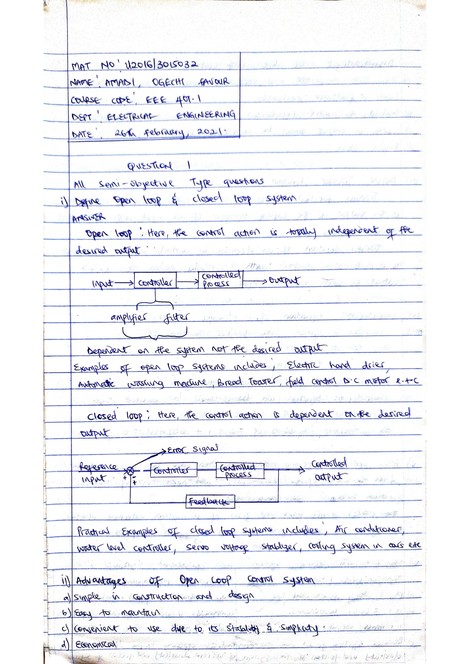 MAT NO: U2016/3015032
NAME: AMADI, OGECHI FAVOUR
COURSE CODE: EEE 401.1
DEPT: ELECTRICAL ENGINEERING
DATE: 26th February, 2021.
QUESTION 1
All Semi-objective Type questions
i) Define Open loop & closed loop system
ANSWER
Open loop: Here, the control action is totally independent of the
desired output.
Input Controller Controlled Process Output
amplifier filter
Dependent on the system not the desired output
Examples of open loop systems includes; Electric hand drier,
Automatic washing machine, Bread Toaster, field control D.C motor e.t.c
Closed loop: Here, the control action is dependent on the desired
output
Error Signal
Reference input Controller Controlled process Controlled output
Feedback
Practical Examples of closed loop systems includes; Air conditioner,
water level controller, Servo voltage stabilizer, cooling system in cars etc
ii) Advantages of Open Loop Control System
a) Simple in construction and design
b) Easy to maintain
c) Convenient to use due to its Stability & Simplicity.
d) Economical